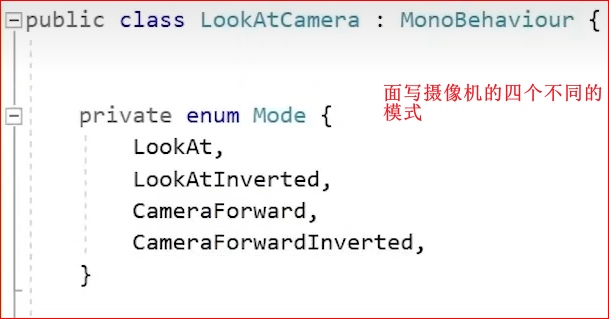 public class LookAtCamera : MonoBehaviour {
面写摄像机的四个不同的
模式
private enum Mode {
LookAt,
LookAtInverted,
CameraForward,
CameraForwardInverted,
}